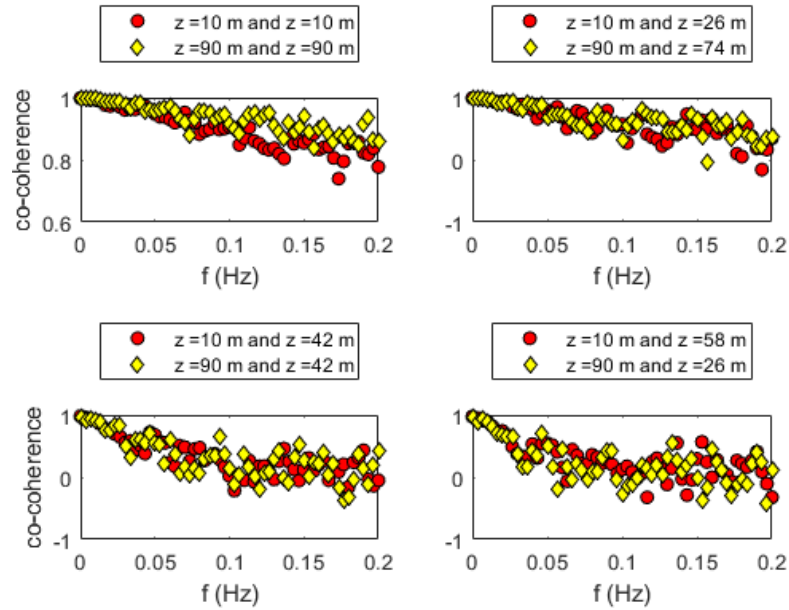 z =10 m and z =10 m
z =90 m and z =90 m
co-coherence
1
0.8
0.6
0 0.05 0.1 0.15 0.2
f (Hz)
z =10 m and z =26 m
z =90 m and z =74 m
1
0
-1
0 0.05 0.1 0.15 0.2
f (Hz)
z =10 m and z =42 m
z =90 m and z =42 m
co-coherence
1
0
-1
0 0.05 0.1 0.15 0.2
f (Hz)
z =10 m and z =58 m
z =90 m and z =26 m
1
0
-1
0 0.05 0.1 0.15 0.2
f (Hz)